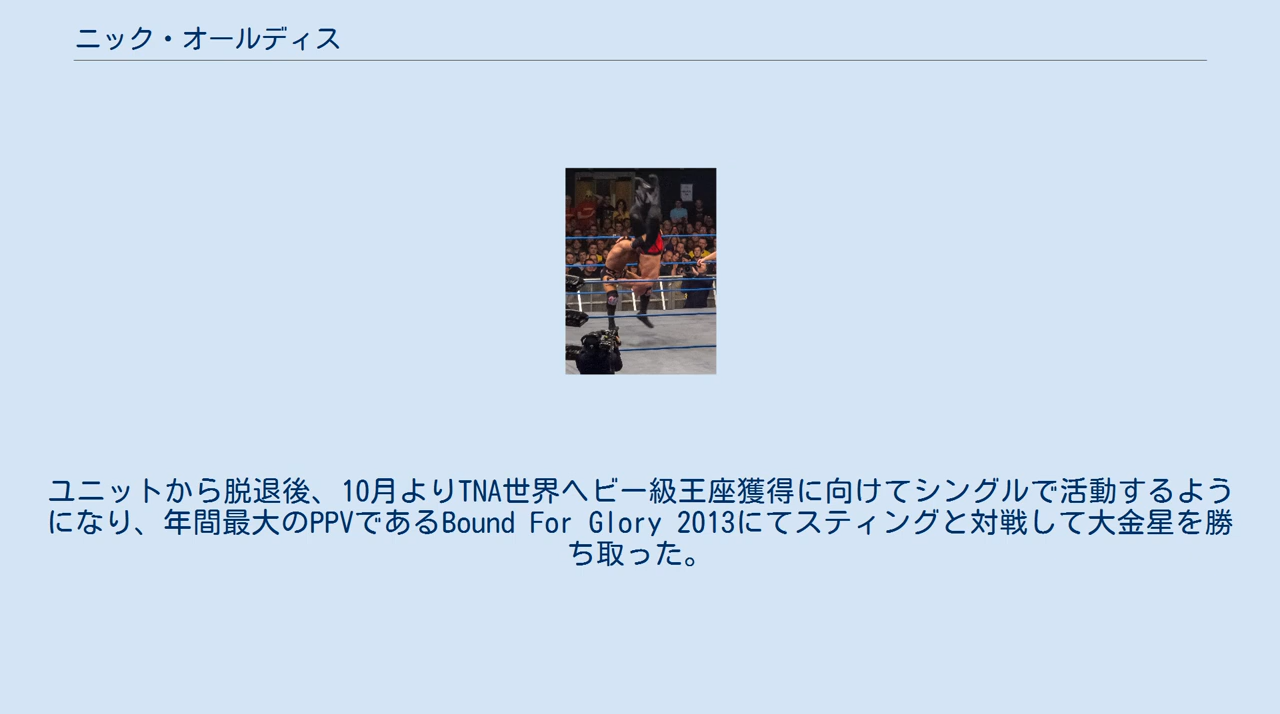 ニック・オールディス
ユニットから脱退後、10月よりTNA世界ヘビー級王座獲得に向けてシングルで活動するよう
になり、年間最大のPPVであるBound For Glory 2013にてスティングと対戦して大金星を勝
ち取った。